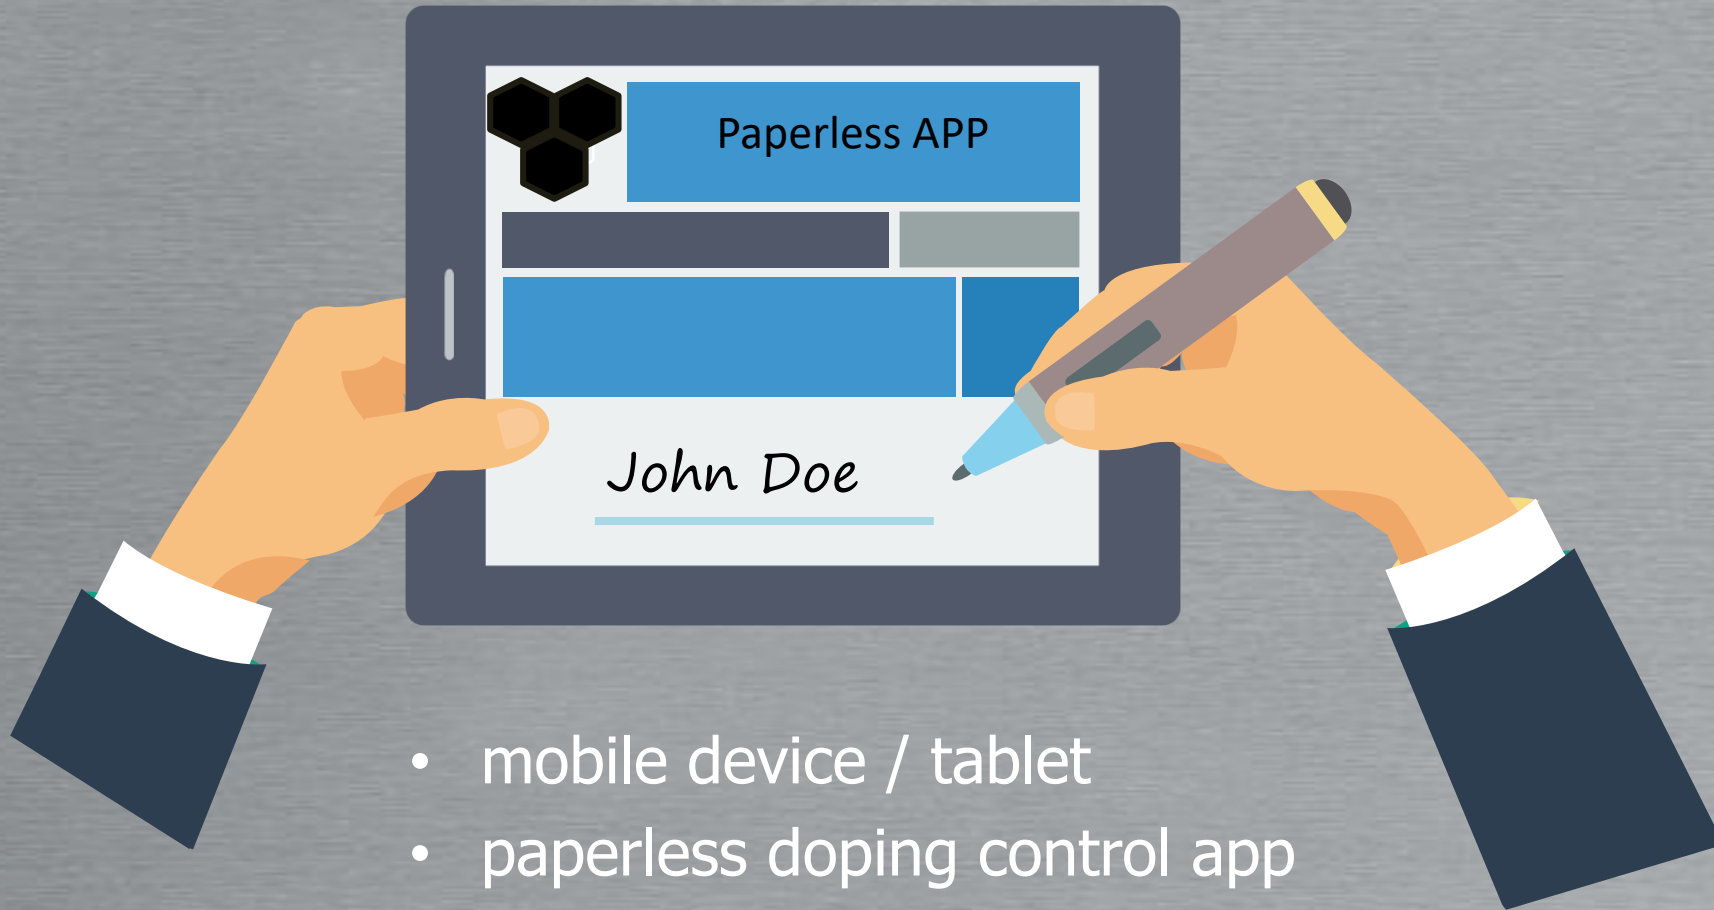 Paperless APP
John Doe
• mobile device / tablet
• paperless doping control app